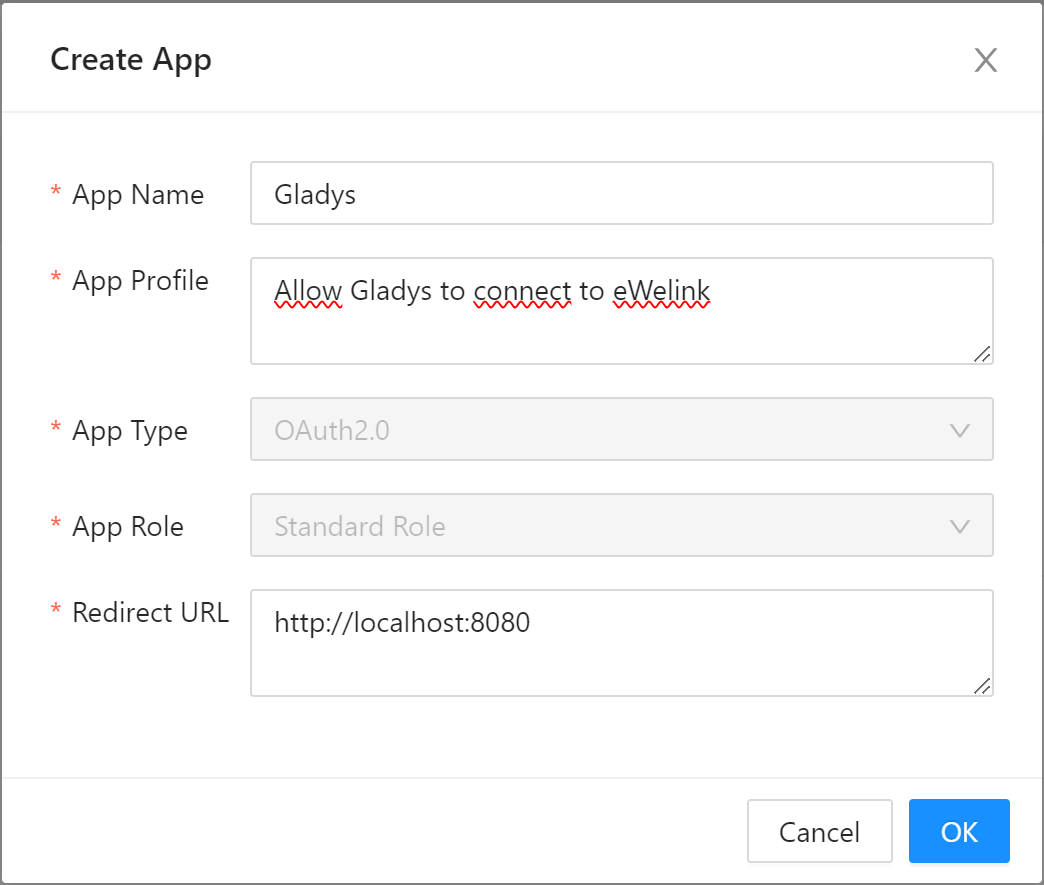 Create App
* App Name
Gladys
* App Profile
Allow Gladys to connect to eWelink
* App Type
OAuth2.0
* App Role
Standard Role
* Redirect URL
http://localhost:8080
Cancel
OK